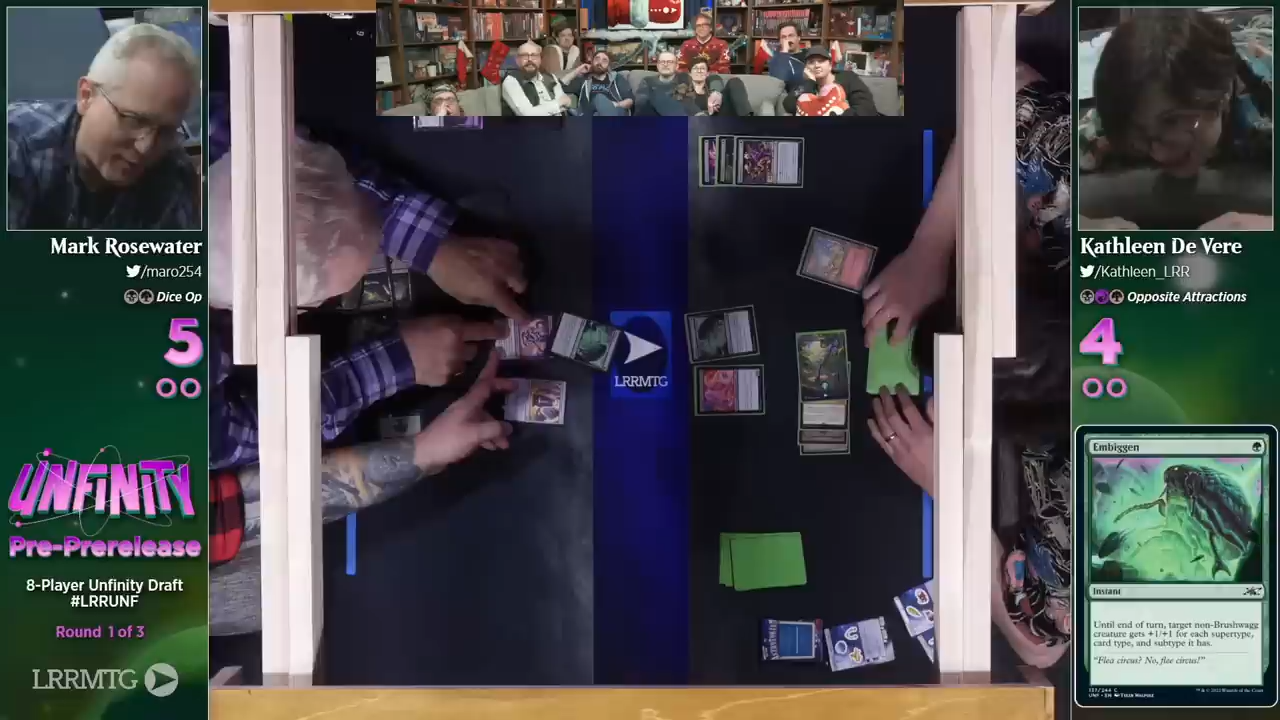 Mark Rosewater
/maro254
Dice Op
5
UNFINITY
Pre-Prerelease
8-Player Unfinity Draft
#LRRUNF
Round 1 of 3
LRRMTG
LRRMTG
Kathleen De Vere
/Kathleen_LRR
Opposite Attractions
4
Embiggen
Instant
Until end of turn, target non-Brushwagg
creature gets +1/+1 for each supertype,
card type, and subtype it has.
"Flea circus? No, flee circus!"